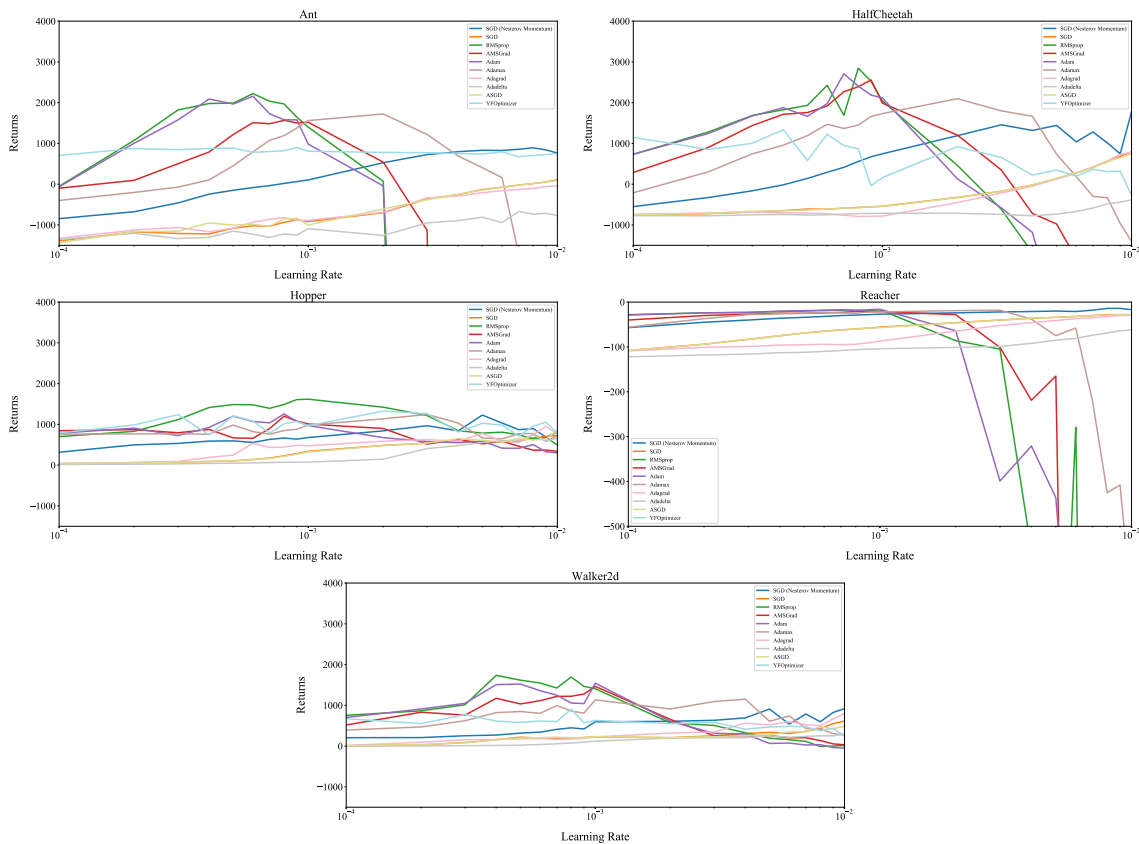 Ant
4000
3000
2000
1000
0
−1000
Returns
10⁻⁴
10⁻³
10⁻²
Learning Rate
SGD (Nesterov Momentum)
SGD
RMSprop
AMSGrad
Adam
Adamax
Adagrad
Adadelta
ASGD
YFOptimizer
HalfCheetah
4000
3000
2000
1000
0
−1000
Returns
10⁻⁴
10⁻³
10⁻²
Learning Rate
SGD (Nesterov Momentum)
SGD
RMSprop
AMSGrad
Adam
Adamax
Adagrad
Adadelta
ASGD
YFOptimizer
Hopper
4000
3000
2000
1000
0
−1000
Returns
10⁻⁴
10⁻³
10⁻²
Learning Rate
SGD (Nesterov Momentum)
SGD
RMSprop
AMSGrad
Adam
Adamax
Adagrad
Adadelta
ASGD
YFOptimizer
Reacher
0
−100
−200
−300
−400
−500
Returns
10⁻⁴
10⁻³
10⁻²
Learning Rate
SGD (Nesterov Momentum)
SGD
RMSprop
AMSGrad
Adam
Adamax
Adagrad
Adadelta
ASGD
YFOptimizer
Walker2d
4000
3000
2000
1000
0
−1000
Returns
10⁻⁴
10⁻³
10⁻²
Learning Rate
SGD (Nesterov Momentum)
SGD
RMSprop
AMSGrad
Adam
Adamax
Adagrad
Adadelta
ASGD
YFOptimizer